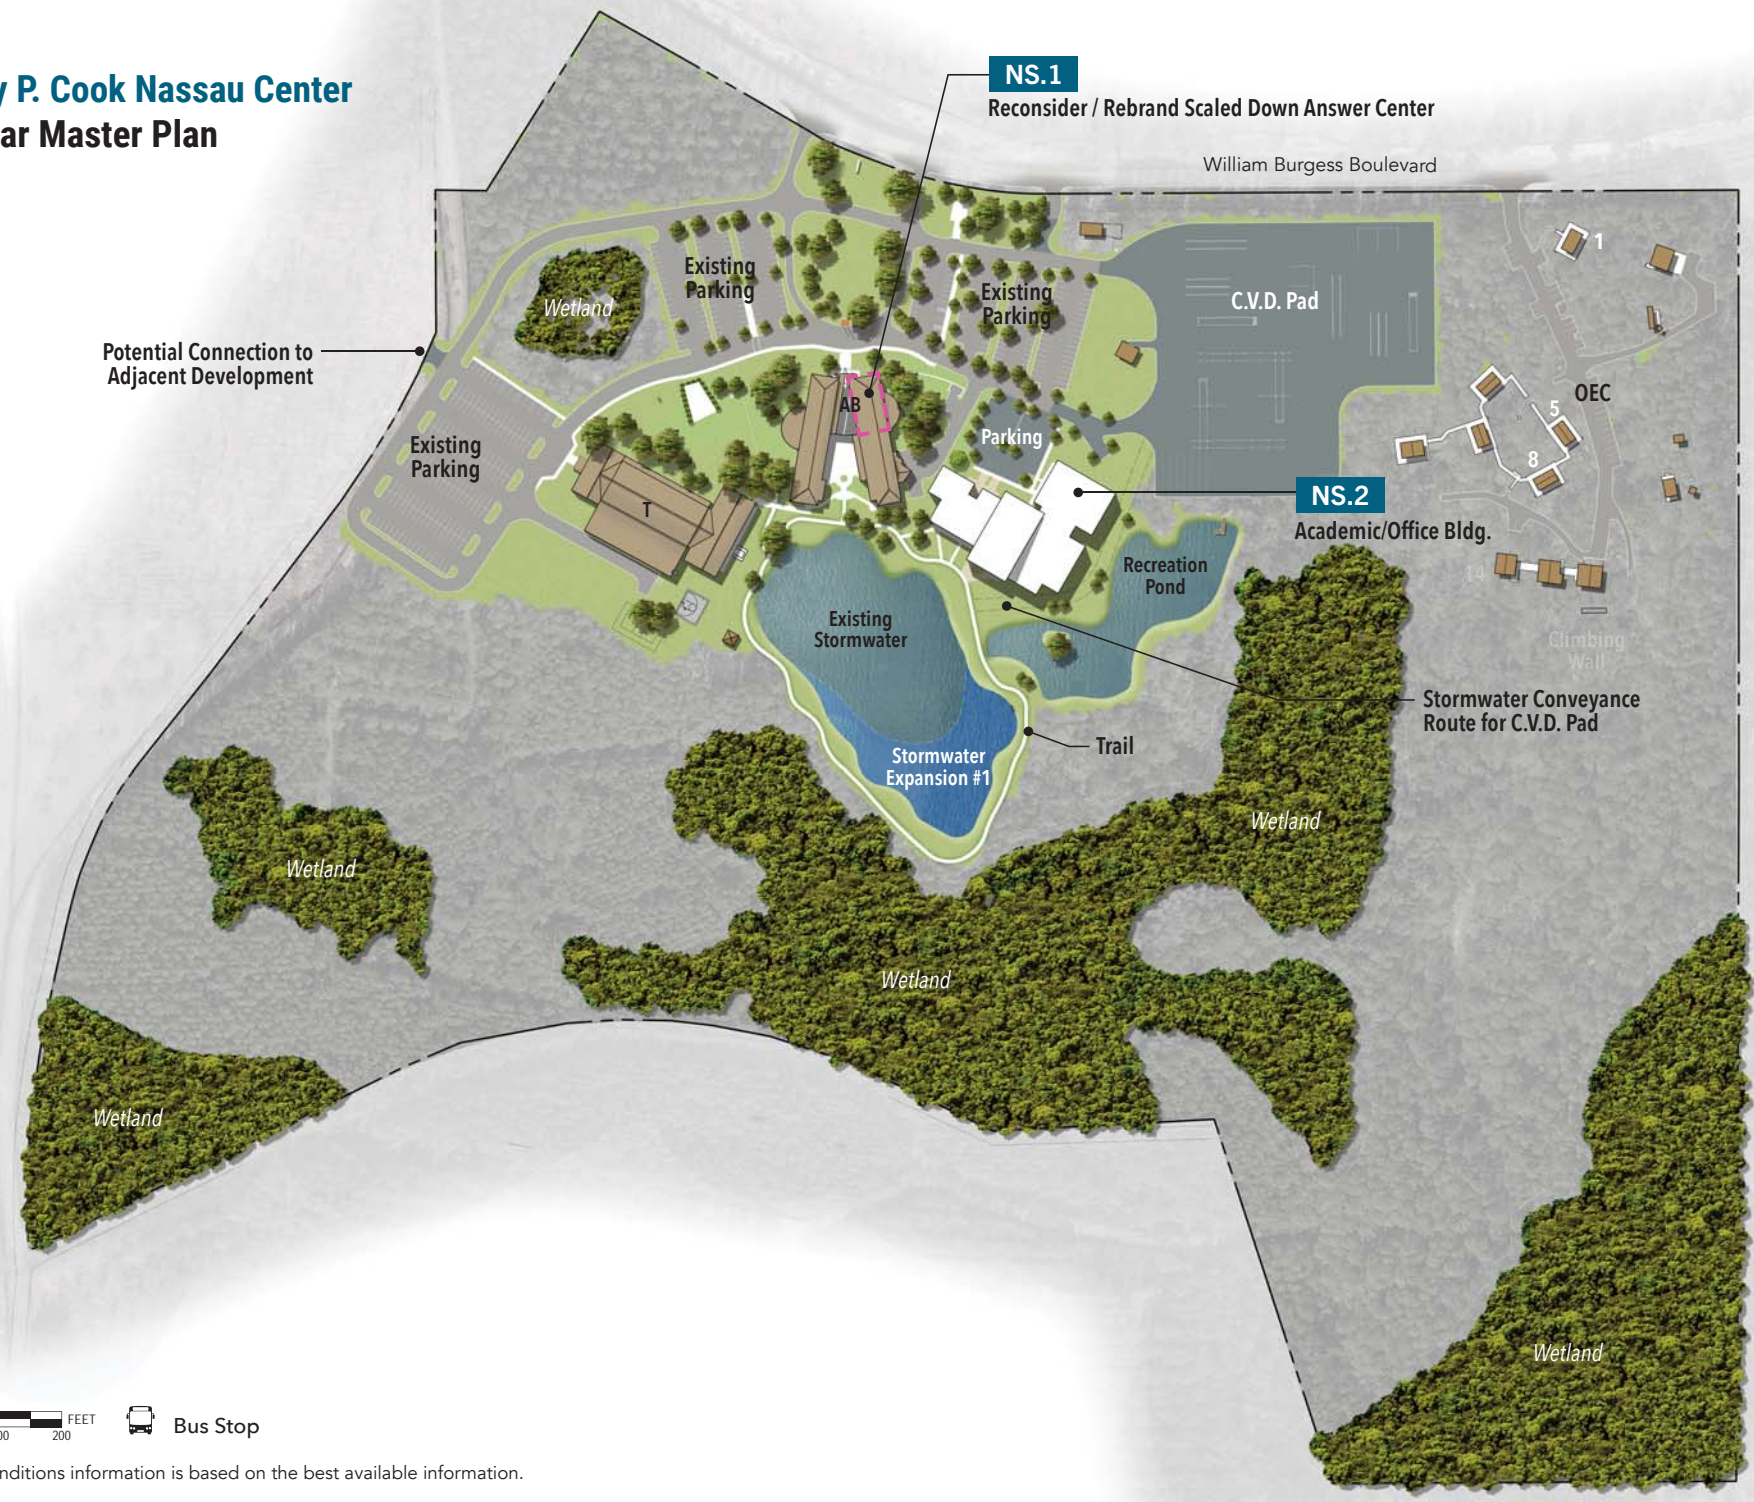 y P. Cook Nassau Center
ar Master Plan
NS.1
Reconsider / Rebrand Scaled Down Answer Center
William Burgess Boulevard
1
Existing
Parking
Existing
Parking
Wetland
C.V.D. Pad
Potential Connection to
Adjacent Development
OEC
AB
5
Existing
Parking
Parking
8
NS.2
Academic/Office Bldg.
T
Recreation
Pond
14
Existing
Stormwater
Climbing
Wall
Stormwater Conveyance
Route for C.V.D. Pad
Trail
Stormwater
Expansion #1
Wetland
Wetland
Wetland
Wetland
Wetland
FEET
00
200
Bus Stop
nditions information is based on the best available information.